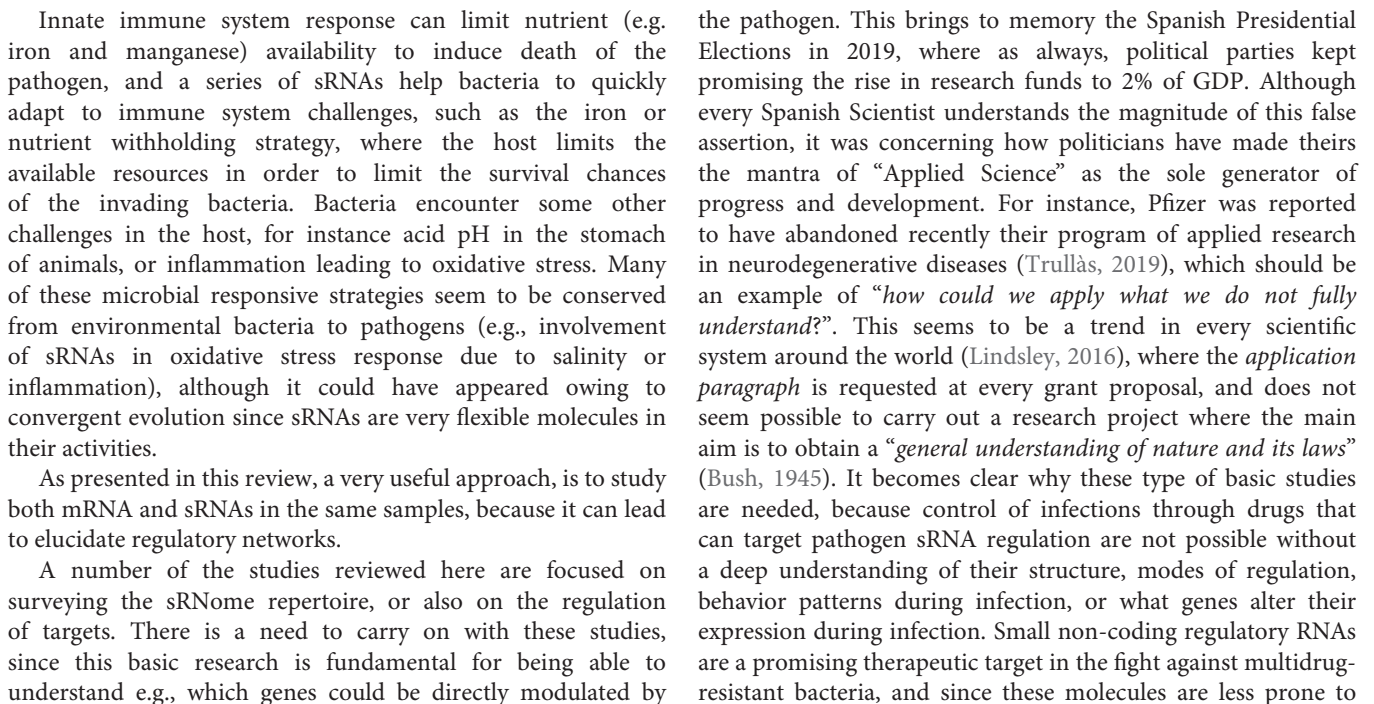 Innate immune system response can limit nutrient (e.g.
iron and manganese) availability to induce death of the
pathogen, and a series of sRNAs help bacteria to quickly
adapt to immune system challenges, such as the iron or
nutrient withholding strategy, where the host limits the
available resources in order to limit the survival chances
of the invading bacteria. Bacteria encounter some other
challenges in the host, for instance acid pH in the stomach
of animals, or inflammation leading to oxidative stress. Many
of these microbial responsive strategies seem to be conserved
from environmental bacteria to pathogens (e.g., involvement
of sRNAs in oxidative stress response due to salinity or
inflammation), although it could have appeared owing to
convergent evolution since sRNAs are very flexible molecules in
their activities.
As presented in this review, a very useful approach, is to study
both mRNA and sRNAs in the same samples, because it can lead
to elucidate regulatory networks.
A number of the studies reviewed here are focused on
surveying the sRNome repertoire, or also on the regulation
of targets. There is a need to carry on with these studies,
since this basic research is fundamental for being able to
understand e.g., which genes could be directly modulated by
the pathogen. This brings to memory the Spanish Presidential
Elections in 2019, where as always, political parties kept
promising the rise in research funds to 2% of GDP. Although
every Spanish Scientist understands the magnitude of this false
assertion, it was concerning how politicians have made theirs
the mantra of “Applied Science” as the sole generator of
progress and development. For instance, Pfizer was reported
to have abandoned recently their program of applied research
in neurodegenerative diseases (Trullàs, 2019), which should be
an example of “how could we apply what we do not fully
understand?”. This seems to be a trend in every scientific
system around the world (Lindsley, 2016), where the application
paragraph is requested at every grant proposal, and does not
seem possible to carry out a research project where the main
aim is to obtain a “general understanding of nature and its laws”
(Bush, 1945). It becomes clear why these type of basic studies
are needed, because control of infections through drugs that
can target pathogen sRNA regulation are not possible without
a deep understanding of their structure, modes of regulation,
behavior patterns during infection, or what genes alter their
expression during infection. Small non-coding regulatory RNAs
are a promising therapeutic target in the fight against multidrug-
resistant bacteria, and since these molecules are less prone to